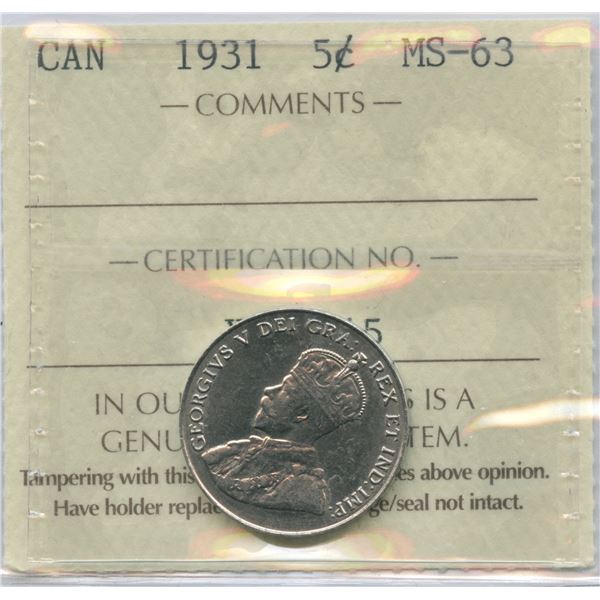 CAN 1931 5¢ MS-63
— COMMENTS —
— CERTIFICATION NO. —
GEORGIVS V DEI GRA: REX ET IND: IMP:
IN OU IS A
GENU TEM.
Tampering with this es above opinion.
Have holder repla ge/seal not intact.